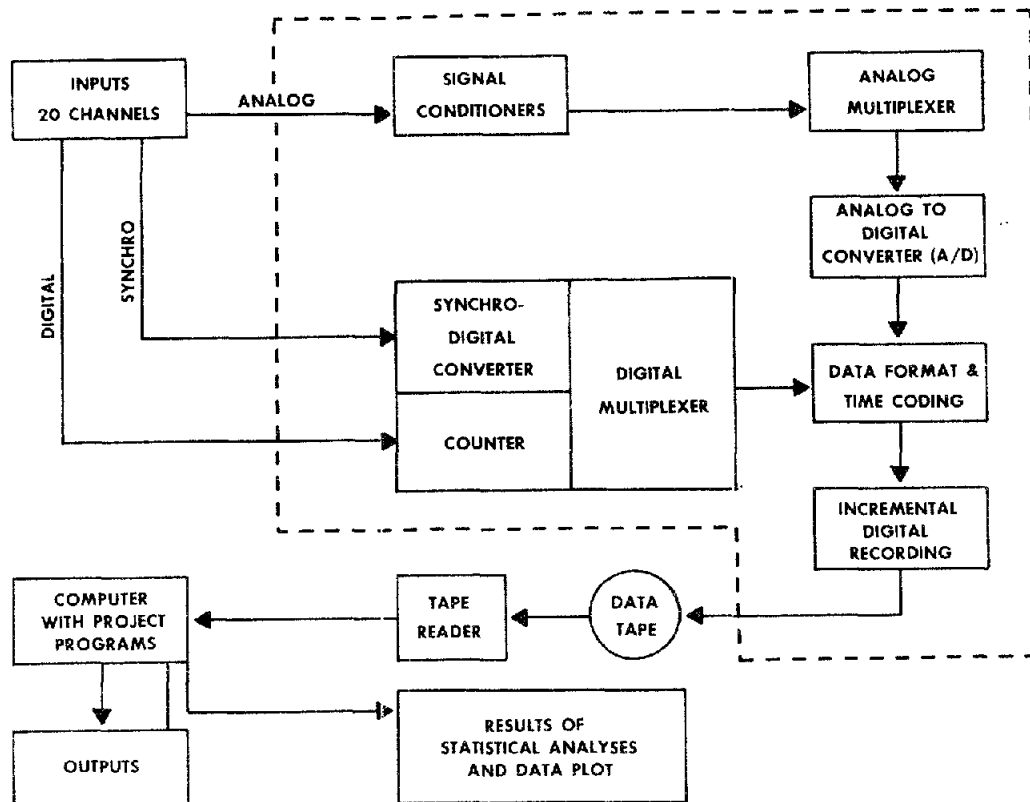 INPUTS
20 CHANNELS
ANALOG
SIGNAL
CONDITIONERS
ANALOG
MULTIPLEXER
ANALOG TO
DIGITAL
CONVERTER (A/D)
DIGITAL
SYNCHRO
SYNCHRO-
DIGITAL
CONVERTER
COUNTER
DIGITAL
MULTIPLEXER
DATA FORMAT &
TIME CODING
INCREMENTAL
DIGITAL
RECORDING
DATA
TAPE
TAPE
READER
COMPUTER
WITH PROJECT
PROGRAMS
OUTPUTS
RESULTS OF
STATISTICAL ANALYSES
AND DATA PLOT